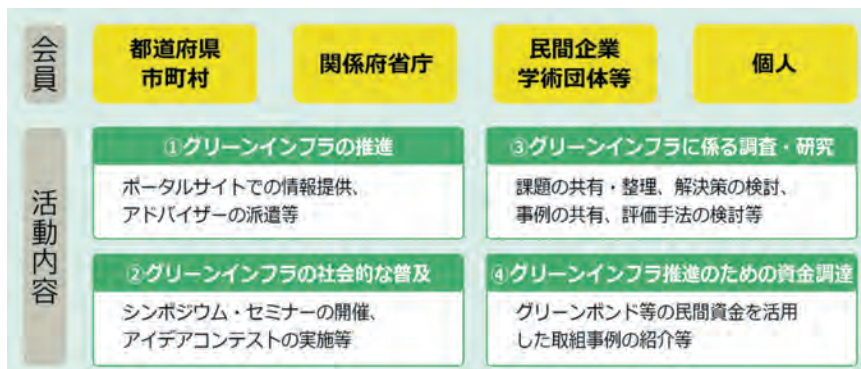 会員
都道府県
市町村
関係府省庁
民間企業
学術団体等
個人
活動内容
①グリーンインフラの推進
ポータルサイトでの情報提供、
アドバイザーの派遣等
②グリーンインフラの社会的な普及
シンポジウム・セミナーの開催、
アイデアコンテストの実施等
③グリーンインフラに係る調査・研究
課題の共有・整理、解決策の検討、
事例の共有、評価手法の検討等
④グリーンインフラ推進のための資金調達
グリーンボンド等の民間資金を活用
した取組事例の紹介等